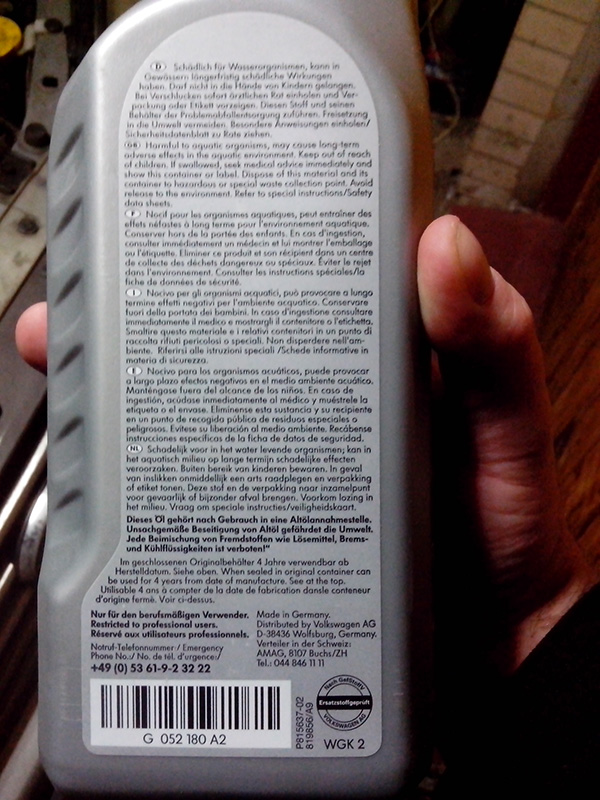 D Schädlich für Wasserorganismen, kann in
Gewässern längerfristig schädliche Wirkungen
haben. Darf nicht in die Hände von Kindern gelangen.
Bei Verschlucken sofort ärztlichen Rat einholen und Ver-
packung oder Etikett vorzeigen. Diesen Stoff und seinen
Behälter der Problemabfallentsorgung zuführen. Freisetzung
in die Umwelt vermeiden. Besondere Anweisungen einholen/
Sicherheitsdatenblatt zu Rate ziehen.
GB Harmful to aquatic organisms, may cause long-term
adverse effects in the aquatic environment. Keep out of reach
of children. If swallowed, seek medical advice immediately and
show this container or label. Dispose of this material and its
container to hazardous or special waste collection point. Avoid
release to the environment. Refer to special instructions/Safety
data sheets.
F Nocif pour les organismes aquatiques, peut entraîner des
effets néfastes à long terme pour l'environnement aquatique.
Conserver hors de la portée des enfants. En cas d'ingestion,
consulter immédiatement un médecin et lui montrer l'emballage
ou l'étiquette. Eliminer ce produit et son récipient dans un centre
de collecte des déchets dangereux ou spéciaux. Éviter le rejet
dans l'environnement. Consulter les instructions spéciales/la
fiche de données de sécurité.
I Nocivo per gli organismi acquatici, può provocare a lungo
termine effetti negativi per l'ambiente acquatico. Conservare
fuori della portata dei bambini. In caso d'ingestione consultare
immediatamente il medico e mostrargli il contenitore o l'etichetta.
Smaltire questo materiale e i relativi contenitori in un punto di
raccolta rifiuti pericolosi o speciali. Non disperdere nell'am-
biente. Riferirsi alle istruzioni speciali /Schede informative in
materia di sicurezza.
E Nocivo para los organismos acuáticos, puede provocar
a largo plazo efectos negativos en el medio ambiente acuático.
Manténgase fuera del alcance de los niños. En caso de
ingestión, acúdase inmediatamente al médico y muéstrele la
etiqueta o el envase. Elimínense esta sustancia y su recipiente
en un punto de recogida pública de residuos especiales o
peligrosos. Evítese su liberación al medio ambiente. Recábense
instrucciones específicas de la ficha de datos de seguridad.
NL Schadelijk voor in het water levende organismen; kan
in het aquatisch milieu op lange termijn schadelijke effecten
veroorzaken. Buiten bereik van kinderen bewaren. In geval
van inslikken onmiddellijk een arts raadplegen en verpakking
of etiket tonen. Deze stof en de verpakking naar inzamelpunt
voor gevaarlijk of bijzonder afval brengen. Voorkom lozing in
het milieu. Vraag om speciale instructies/veiligheidskaart.
Dieses Öl gehört nach Gebrauch in eine Altölannahmestelle.
Unsachgemäße Beseitigung von Altöl gefährdet die Umwelt.
Jede Beimischung von Fremdstoffen wie Lösemittel, Brems-
und Kühlflüssigkeiten ist verboten!"
Im geschlossenen Originalbehälter 4 Jahre verwendbar ab
Herstelldatum. Siehe oben. When sealed in original container can
be used for 4 years from date of manufacture. See at the top.
Utilisable 4 ans à compter de la date de fabrication dans le conteneur
d'origine fermé. Voir ci-dessus.
Nur für den berufsmäßigen Verwender.
Restricted to professional users.
Réservé aux utilisateurs professionnels.
Notruf-Telefonnummer / Emergency
Phone No./ No. de tél. d'urgence/
+49 (0) 53 61-9-2 32 22
Made in Germany.
Distributed by Volkswagen AG
D-38436 Wolfsburg, Germany.
Verteiler in der Schweiz:
AMAG, 8107 Buchs/ZH
Tel.: 044 846 11 11
G 052 180 A2
P815637-02
819856/A9
Nach GefStoffV
Ersatzstoffgeprüft
VOLKSWAGEN AG
WGK 2